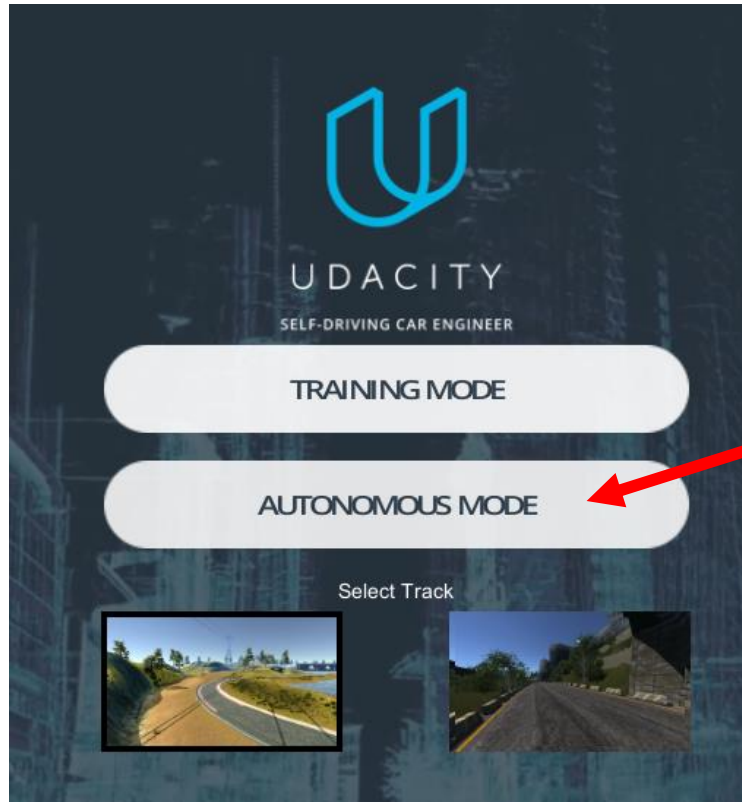 UDACITY
SELF-DRIVING CAR ENGINEER
TRAINING MODE
AUTONOMOUS MODE
Select Track